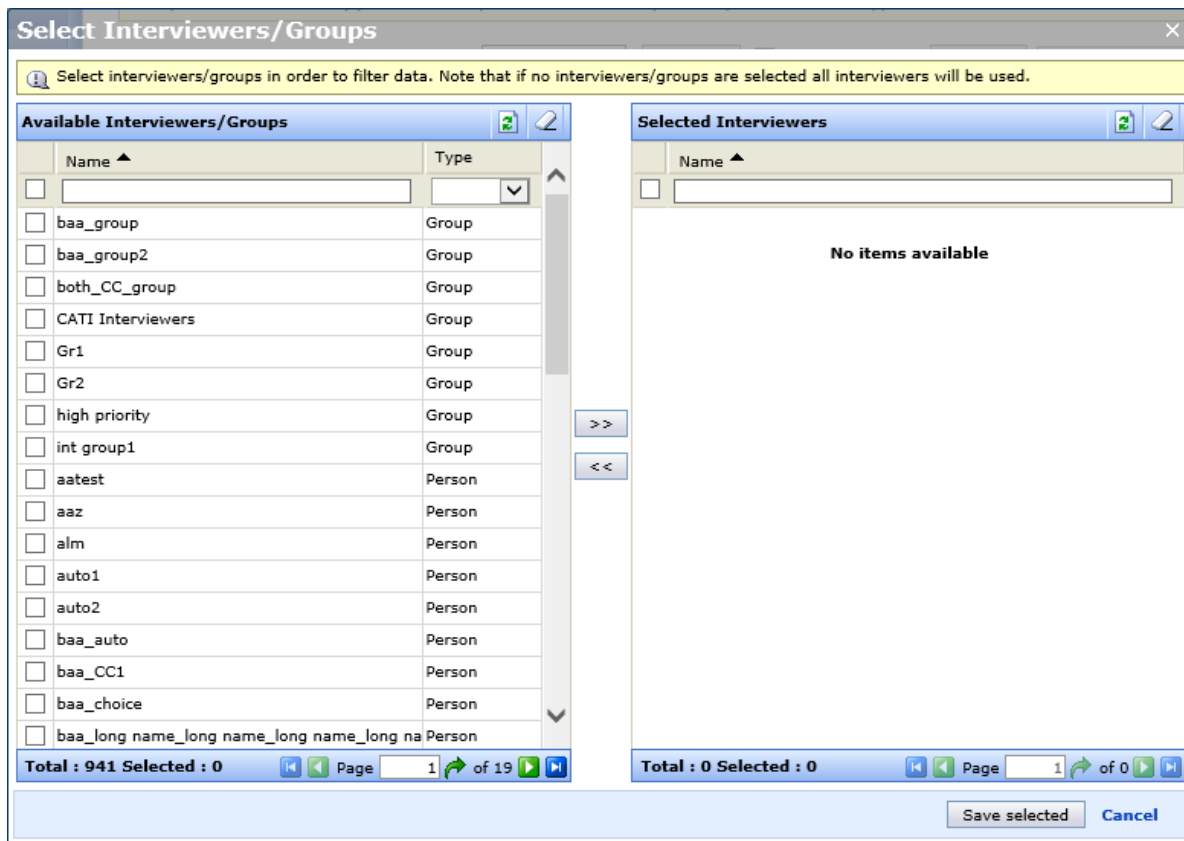 Select Interviewers/Groups
Select interviewers/groups in order to filter data. Note that if no interviewers/groups are selected all interviewers will be used.
Available Interviewers/Groups
Name Type
baa_group Group
baa_group2 Group
both_CC_group Group
CATI Interviewers Group
Gr1 Group
Gr2 Group
high priority Group
int group1 Group
aatest Person
aaz Person
alm Person
auto1 Person
auto2 Person
baa_auto Person
baa_CC1 Person
baa_choice Person
baa_long name_long name_long name_long na Person
Total : 941 Selected : 0 Page 1 of 19
>>
<<
Selected Interviewers
Name
No items available
Total : 0 Selected : 0 Page 1 of 0
Save selected Cancel